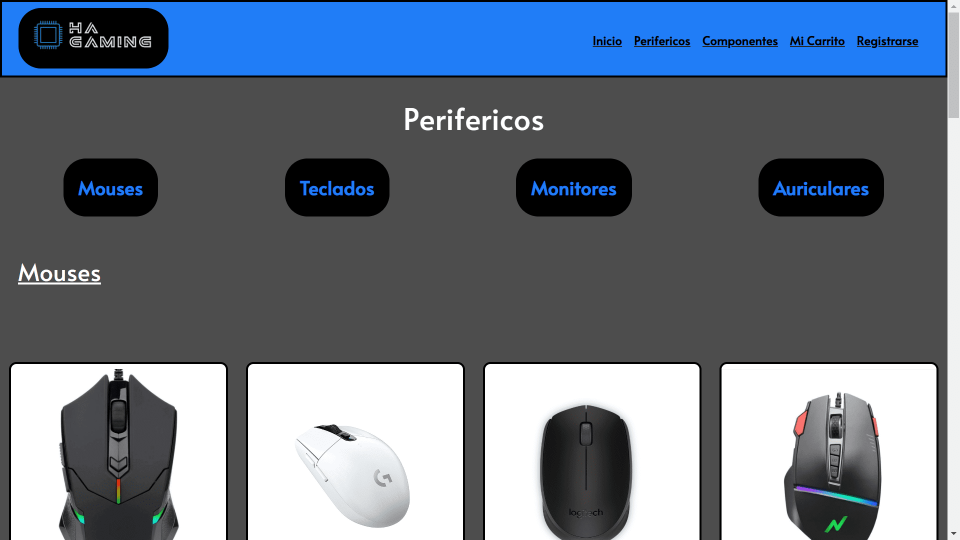 HA
GAMING
Inicio Perifericos Componentes Mi Carrito Registrarse
Perifericos
Mouses Teclados Monitores Auriculares
Mouses
logitech